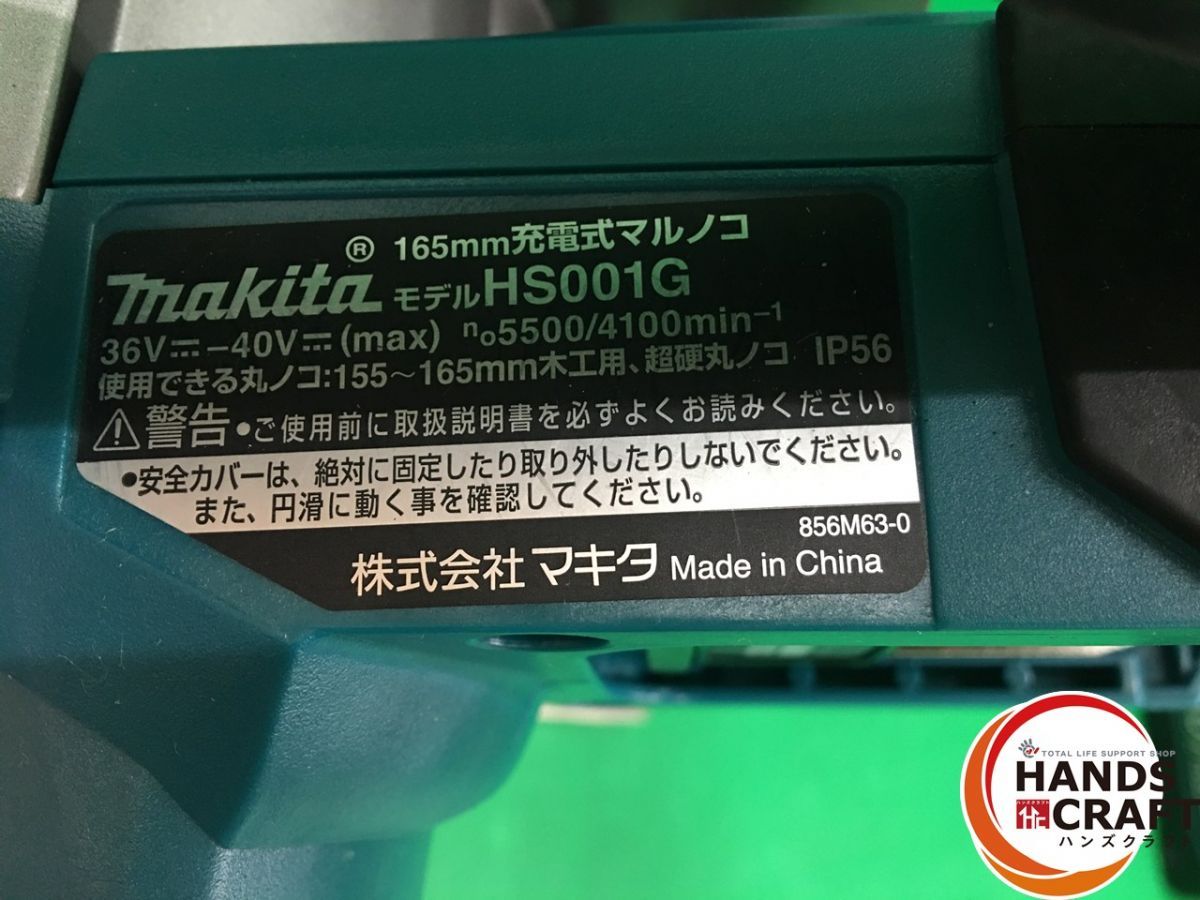 165mm充電式マルノコ
makita® モデルHS001G
36V⎓-40V⎓(max) n₀5500/4100min⁻¹
使用できる丸ノコ:155～165mm木工用、超硬丸ノコ IP56
⚠警告 •ご使用前に取扱説明書を必ずよくお読みください。
•安全カバーは、絶対に固定したり取り外したりしないでください。
また、円滑に動く事を確認してください。
856M63-0
株式会社マキタ Made in China
TOTAL LIFE SUPPORT SHOP
HANDS
ハンズクラフト
CRAFT
ハンズクラフト